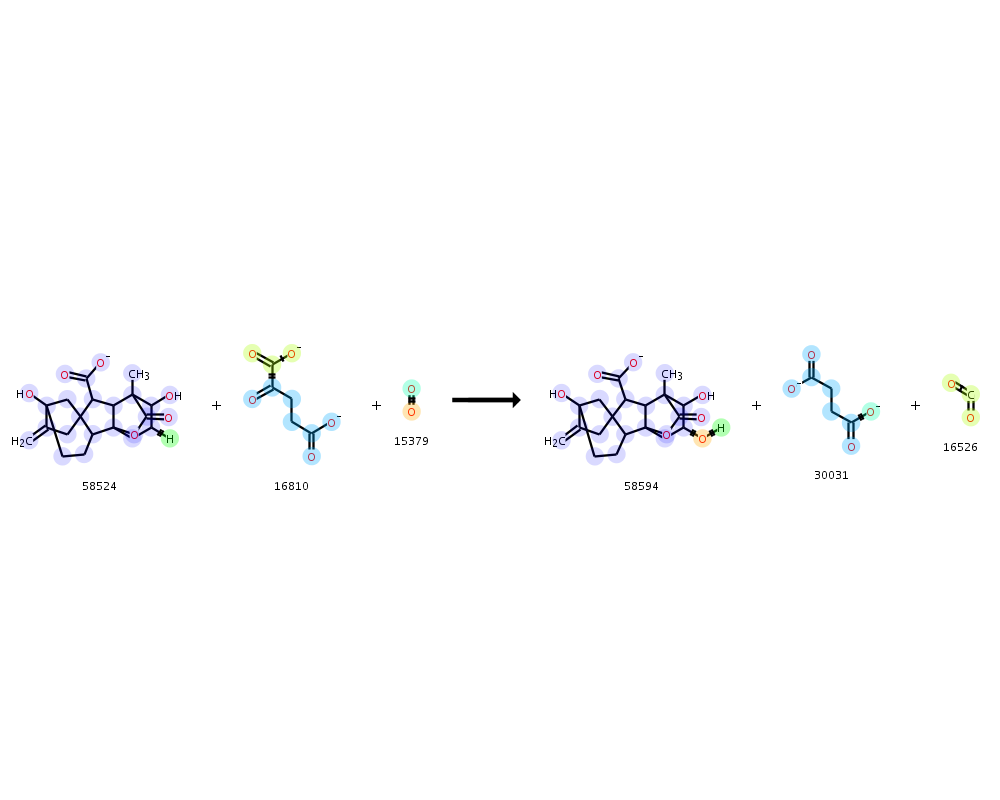 O O⁻ CH₃ HO OH O O H H₂C
58524
+
O O⁻ O O⁻ O
16810
+
O O
15379
O O⁻ CH₃ HO OH O O O H H₂C
58594
+
O O⁻ O⁻ O
30031
+
O C O
16526